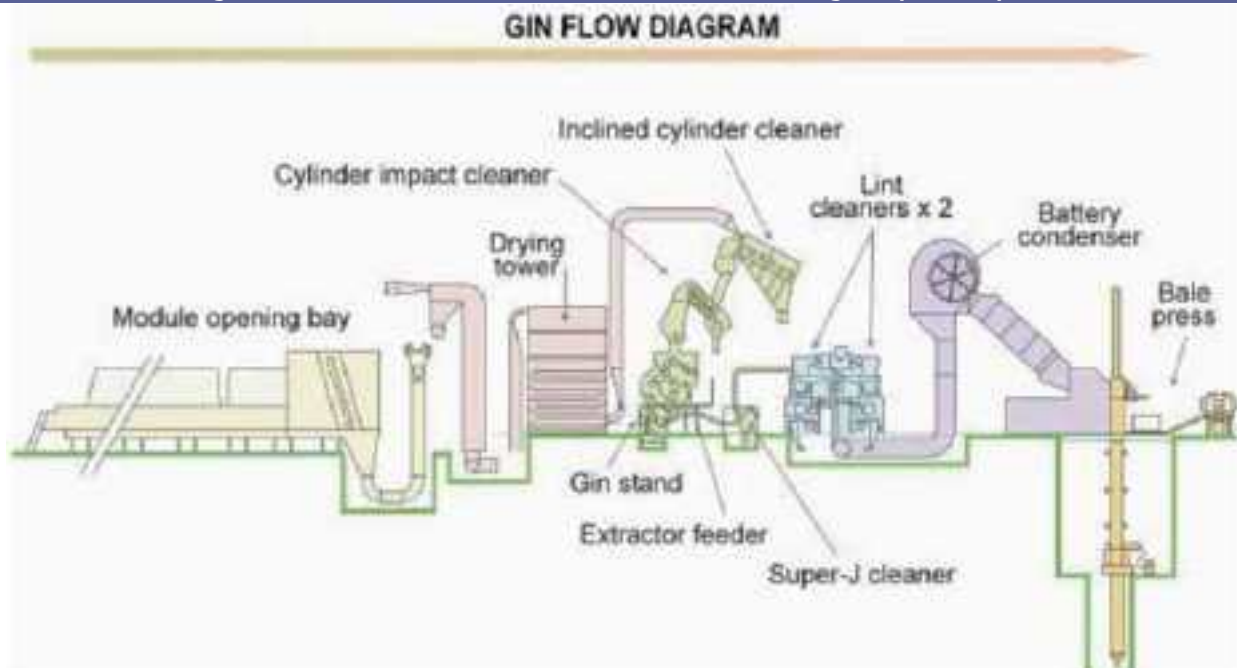 GIN FLOW DIAGRAM
Inclined cylinder cleaner
Cylinder impact cleaner
Lint
cleaners x 2
Battery
condenser
Drying
tower
Bale
press
Module opening bay
Gin stand
Extractor feeder
Super-J cleaner